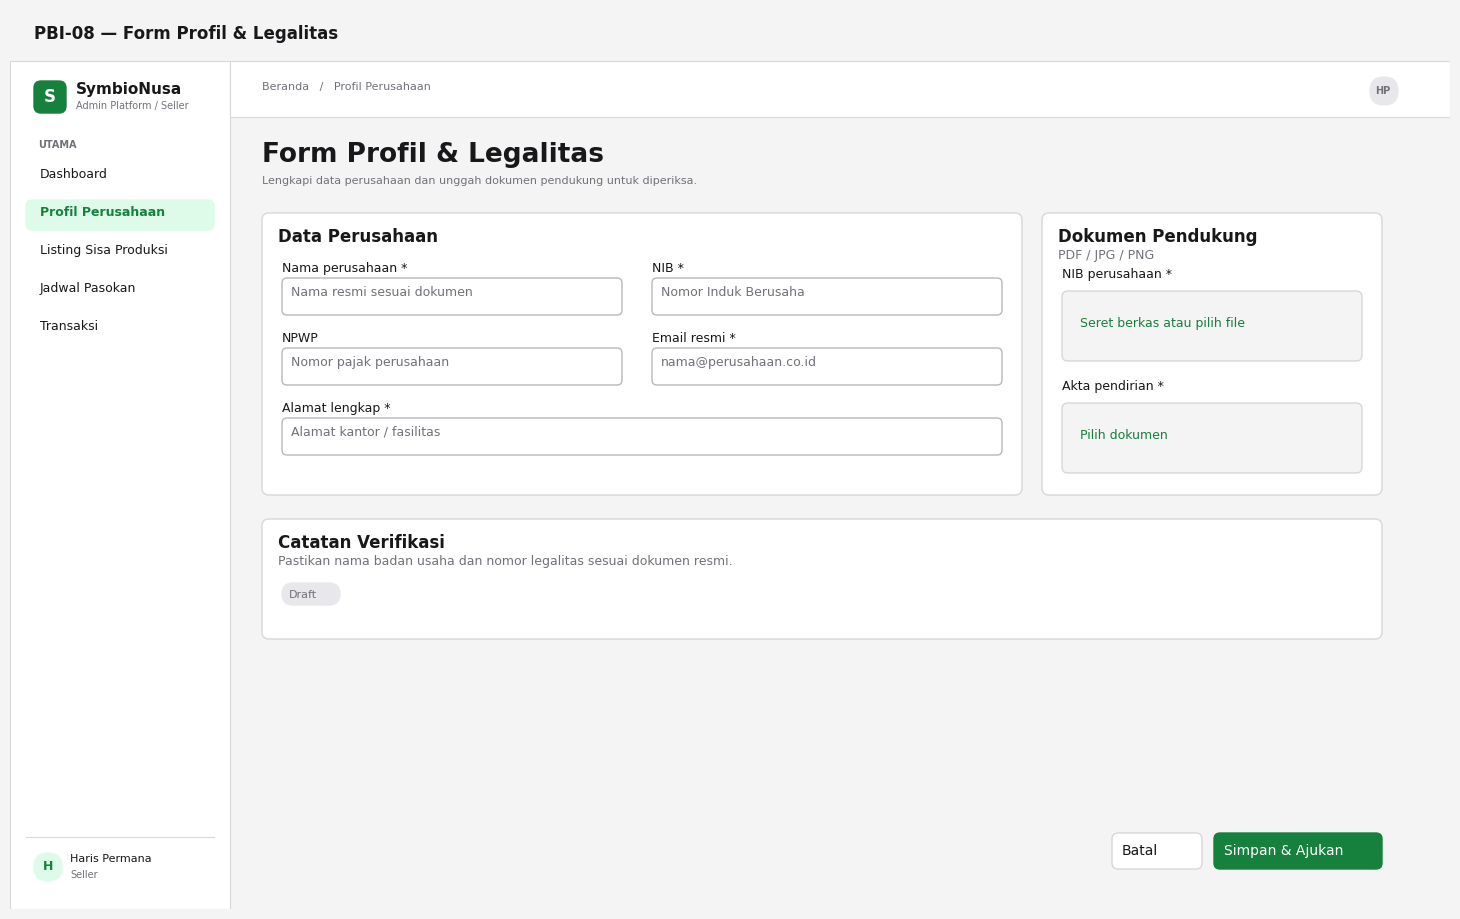 PBI-08 — Form Profil & Legalitas
S
SymbioNusa
Admin Platform / Seller
UTAMA
Dashboard
Profil Perusahaan
Listing Sisa Produksi
Jadwal Pasokan
Transaksi
H
Haris Permana
Seller
Beranda / Profil Perusahaan
HP
Form Profil & Legalitas
Lengkapi data perusahaan dan unggah dokumen pendukung untuk diperiksa.
Data Perusahaan
Nama perusahaan *
Nama resmi sesuai dokumen
NIB *
Nomor Induk Berusaha
NPWP
Nomor pajak perusahaan
Email resmi *
nama@perusahaan.co.id
Alamat lengkap *
Alamat kantor / fasilitas
Dokumen Pendukung
PDF / JPG / PNG
NIB perusahaan *
Seret berkas atau pilih file
Akta pendirian *
Pilih dokumen
Catatan Verifikasi
Pastikan nama badan usaha dan nomor legalitas sesuai dokumen resmi.
Draft
Batal
Simpan & Ajukan